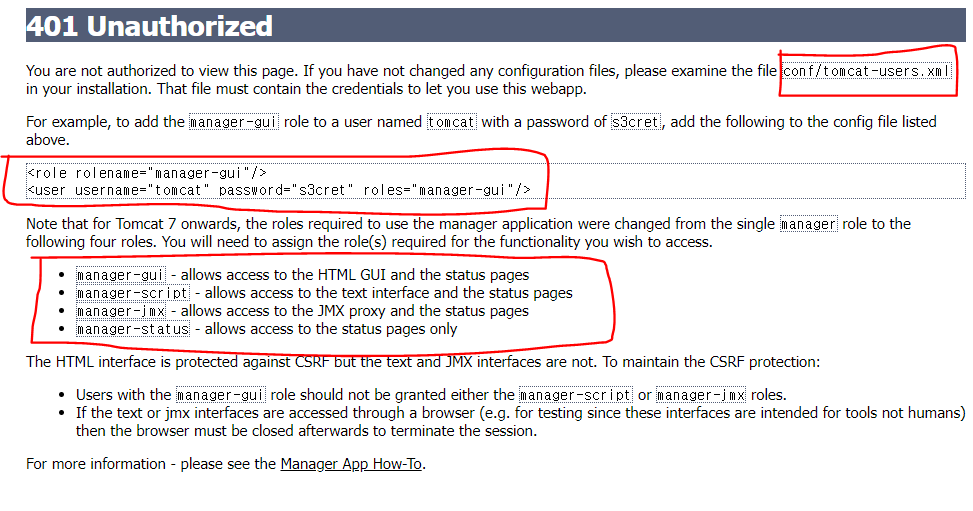 401 Unauthorized
You are not authorized to view this page. If you have not changed any configuration files, please examine the file conf/tomcat-users.xml
in your installation. That file must contain the credentials to let you use this webapp.
For example, to add the manager-gui role to a user named tomcat with a password of s3cret, add the following to the config file listed
above.
<role rolename="manager-gui"/>
<user username="tomcat" password="s3cret" roles="manager-gui"/>
Note that for Tomcat 7 onwards, the roles required to use the manager application were changed from the single manager role to the
following four roles. You will need to assign the role(s) required for the functionality you wish to access.
• manager-gui - allows access to the HTML GUI and the status pages
• manager-script - allows access to the text interface and the status pages
• manager-jmx - allows access to the JMX proxy and the status pages
• manager-status - allows access to the status pages only
The HTML interface is protected against CSRF but the text and JMX interfaces are not. To maintain the CSRF protection:
• Users with the manager-gui role should not be granted either the manager-script or manager-jmx roles.
• If the text or jmx interfaces are accessed through a browser (e.g. for testing since these interfaces are intended for tools not humans)
then the browser must be closed afterwards to terminate the session.
For more information - please see the Manager App How-To.